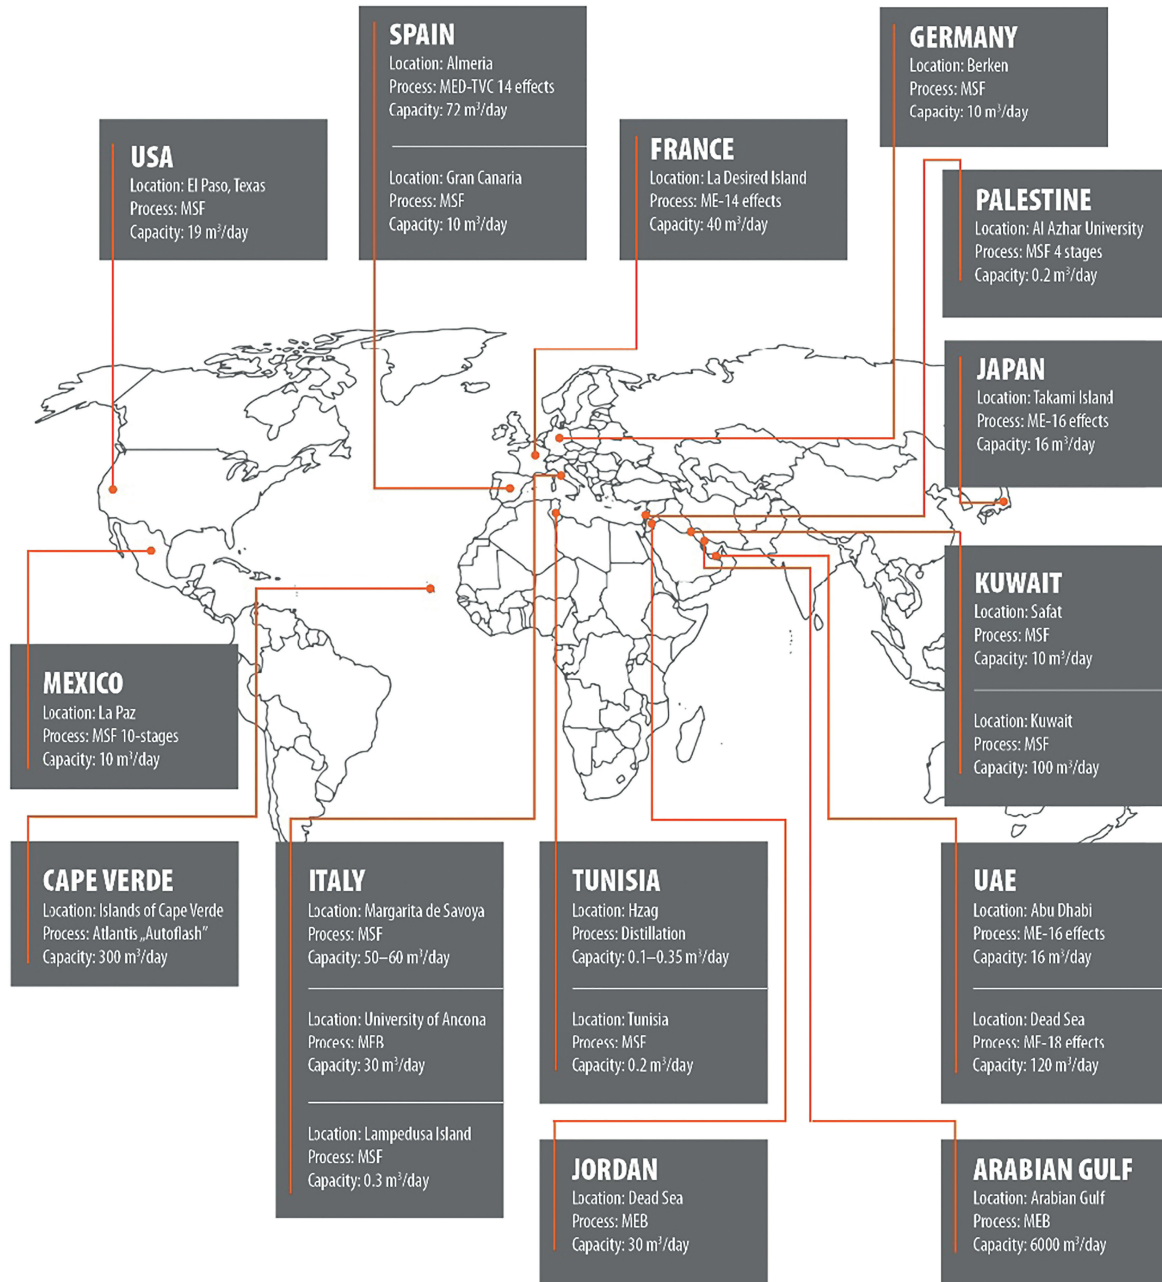 SPAIN
Location: Almeria
Process: MED-TVC 14 effects
Capacity: 72 m³/day
Location: Gran Canaria
Process: MSF
Capacity: 10 m³/day
GERMANY
Location: Berken
Process: MSF
Capacity: 10 m³/day
USA
Location: El Paso, Texas
Process: MSF
Capacity: 19 m³/day
FRANCE
Location: La Desired Island
Process: ME-14 effects
Capacity: 40 m³/day
PALESTINE
Location: Al Azhar University
Process: MSF 4 stages
Capacity: 0.2 m³/day
JAPAN
Location: Takami Island
Process: ME-16 effects
Capacity: 16 m³/day
KUWAIT
Location: Safat
Process: MSF
Capacity: 10 m³/day
Location: Kuwait
Process: MSF
Capacity: 100 m³/day
MEXICO
Location: La Paz
Process: MSF 10-stages
Capacity: 10 m³/day
CAPE VERDE
Location: Islands of Cape Verde
Process: Atlantis „Autoflash"
Capacity: 300 m³/day
ITALY
Location: Margarita de Savoya
Process: MSF
Capacity: 50–60 m³/day
Location: University of Ancona
Process: MEB
Capacity: 30 m³/day
Location: Lampedusa Island
Process: MSF
Capacity: 0.3 m³/day
TUNISIA
Location: Hzag
Process: Distillation
Capacity: 0.1–0.35 m³/day
Location: Tunisia
Process: MSF
Capacity: 0.2 m³/day
UAE
Location: Abu Dhabi
Process: ME-16 effects
Capacity: 16 m³/day
Location: Dead Sea
Process: ME-18 effects
Capacity: 120 m³/day
JORDAN
Location: Dead Sea
Process: MEB
Capacity: 30 m³/day
ARABIAN GULF
Location: Arabian Gulf
Process: MEB
Capacity: 6000 m³/day